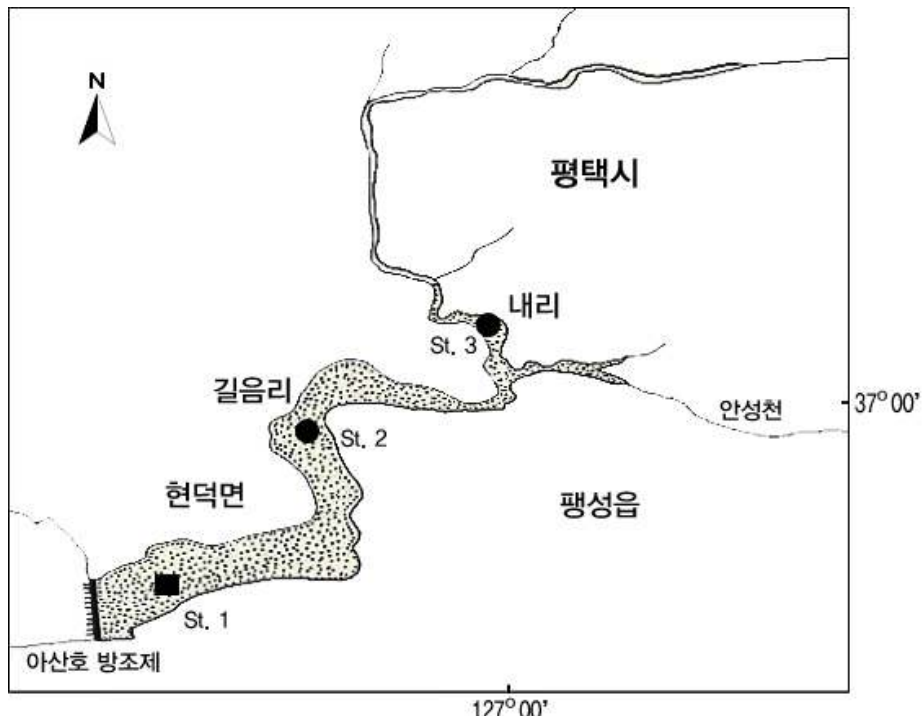 N
평택시
내리
St. 3
길음리
안성천
37°00'
St. 2
현덕면
팽성읍
St. 1
아산호 방조제
127°00'